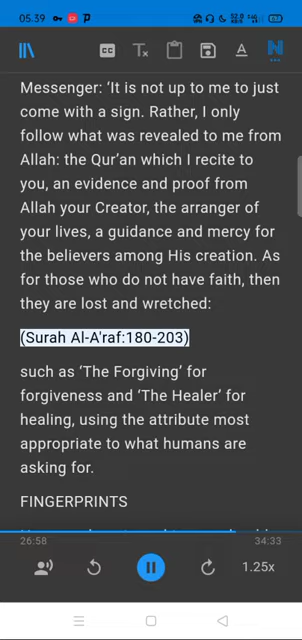 05.39
Messenger: ‘It is not up to me to just
come with a sign. Rather, I only
follow what was revealed to me from
Allah: the Qur’an which I recite to
you, an evidence and proof from
Allah your Creator, the arranger of
your lives, a guidance and mercy for
the believers among His creation. As
for those who do not have faith, then
they are lost and wretched:
(Surah Al-A'raf:180-203)
such as ‘The Forgiving’ for
forgiveness and ‘The Healer’ for
healing, using the attribute most
appropriate to what humans are
asking for.
FINGERPRINTS
26:58
34:33
1.25x